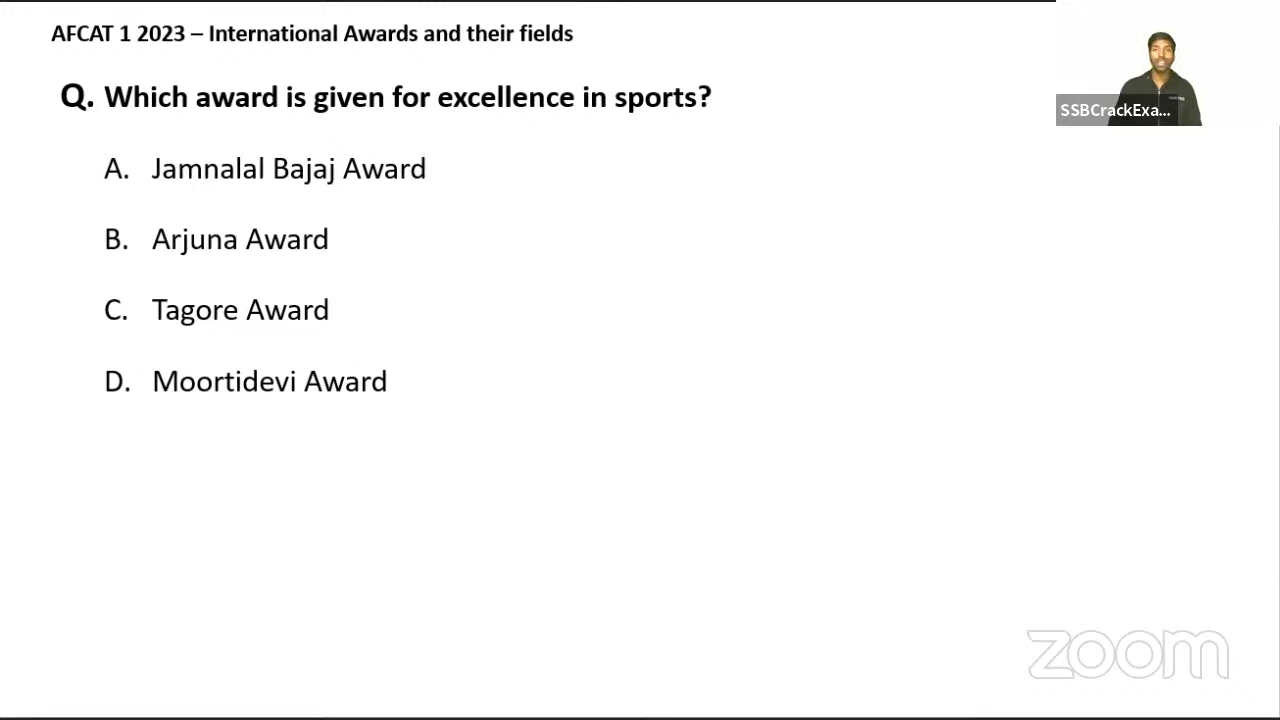 AFCAT 1 2023 – International Awards and their fields
Q. Which award is given for excellence in sports?
A. Jamnalal Bajaj Award
B. Arjuna Award
C. Tagore Award
D. Moortidevi Award
SSBCrackExa...
zoom